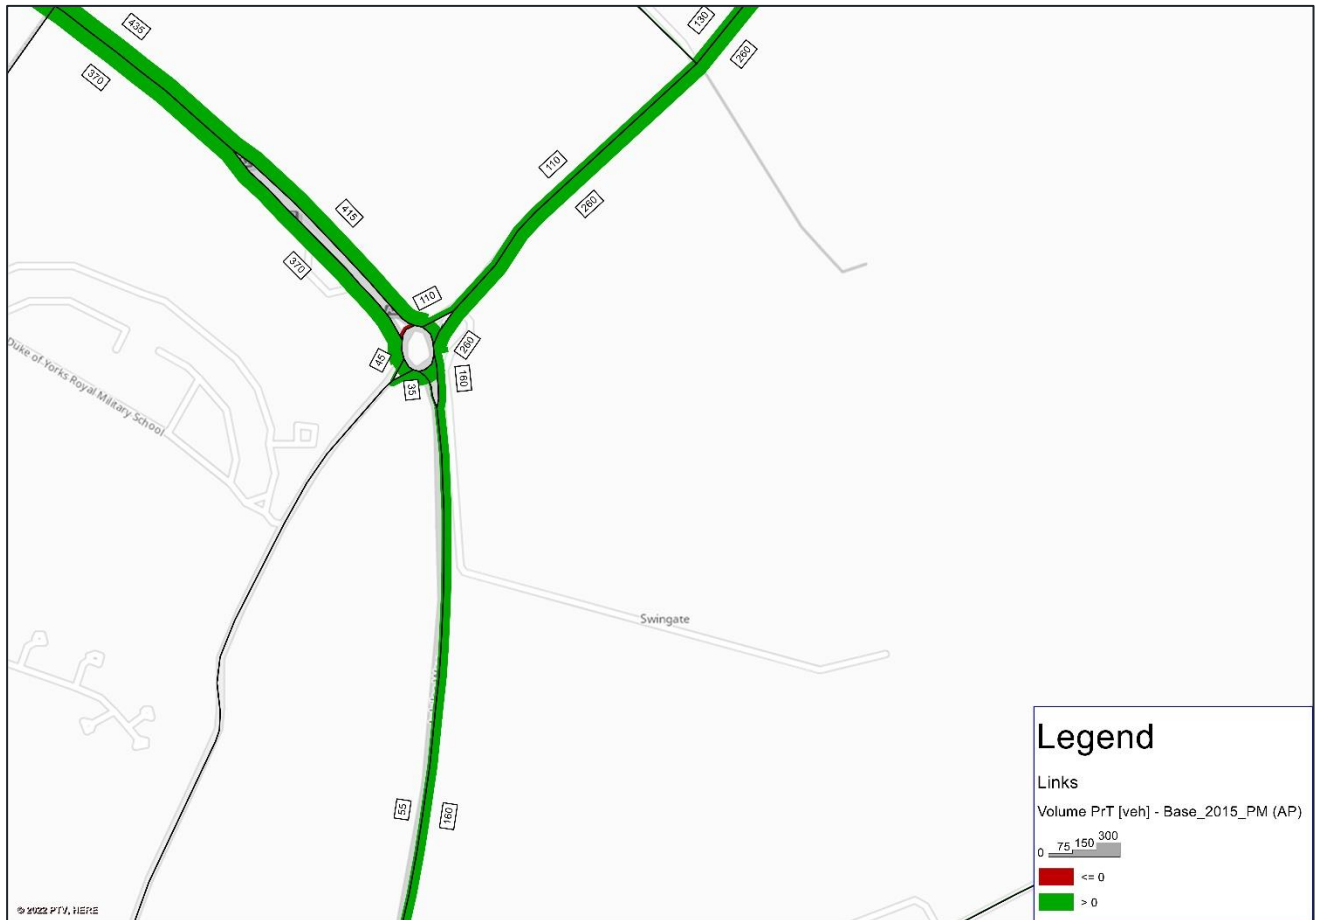 435
130
370
260
110
260
415
370
110
45
260
35
160
Duke of Yorks Royal Military School
Swingate
55
160
Legend
Links
Volume PrT [veh] - Base_2015_PM (AP)
0 75 150 300
<= 0
> 0
© 2022 PTV, HERE